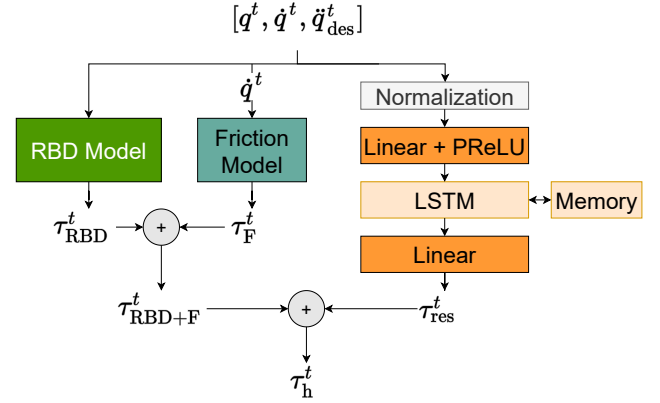 [q^t, q̇^t, q̈^t_des]
q̇^t
Normalization
RBD Model
Friction
Model
Linear + PReLU
LSTM
Memory
Linear
τ^t_RBD
+
τ^t_F
τ^t_RBD+F
+
τ^t_res
τ^t_h